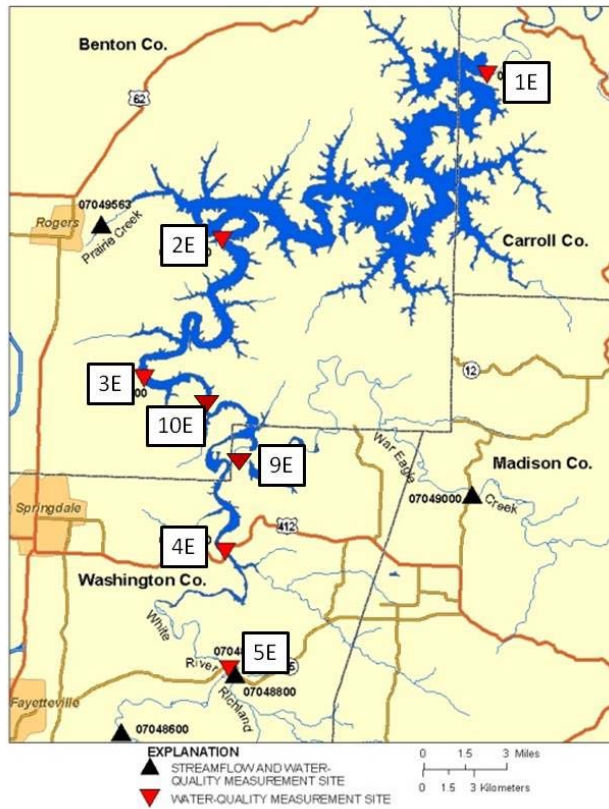 Benton Co.
62
1E
07049563
Rogers
Prairie Creek
2E
Carroll Co.
3E
12
10E
War Eagle
Creek
9E
Madison Co.
07049000
Springdale
412
4E
Washington Co.
White
River
5E
Richland
07048800
Fayetteville
07048600
EXPLANATION
STREAMFLOW AND WATER-
QUALITY MEASUREMENT SITE
WATER-QUALITY MEASUREMENT SITE
0 1.5 3 Miles
0 1.5 3 Kilometers